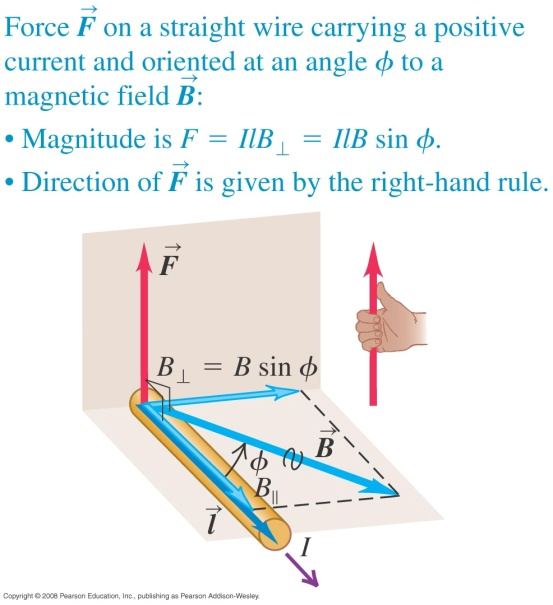 Force F⃗ on a straight wire carrying a positive
current and oriented at an angle ϕ to a
magnetic field B⃗:
• Magnitude is F = IlB⊥ = IlB sin ϕ.
• Direction of F⃗ is given by the right-hand rule.
F⃗
B⊥ = B sin ϕ
B⃗
ϕ
B∥
l⃗
I
Copyright © 2008 Pearson Education, Inc., publishing as Pearson Addison-Wesley.